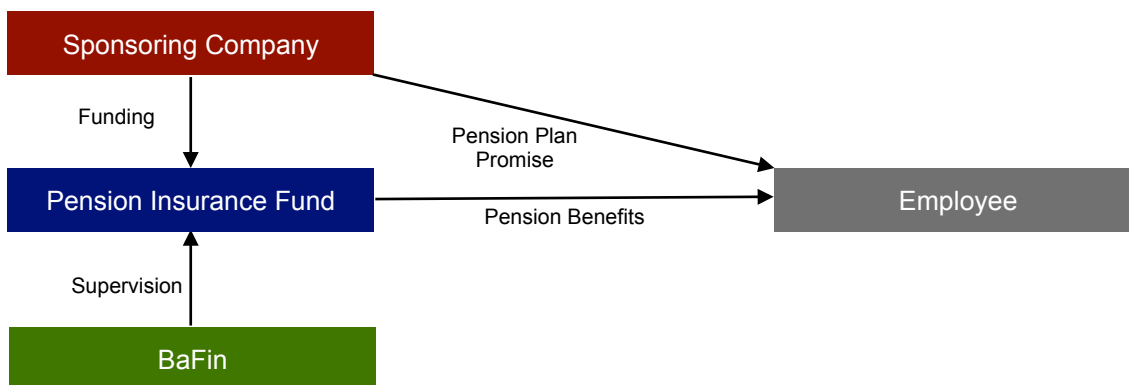 Sponsoring Company
Funding
Pension Plan
Promise
Pension Insurance Fund
Employee
Pension Benefits
Supervision
BaFin